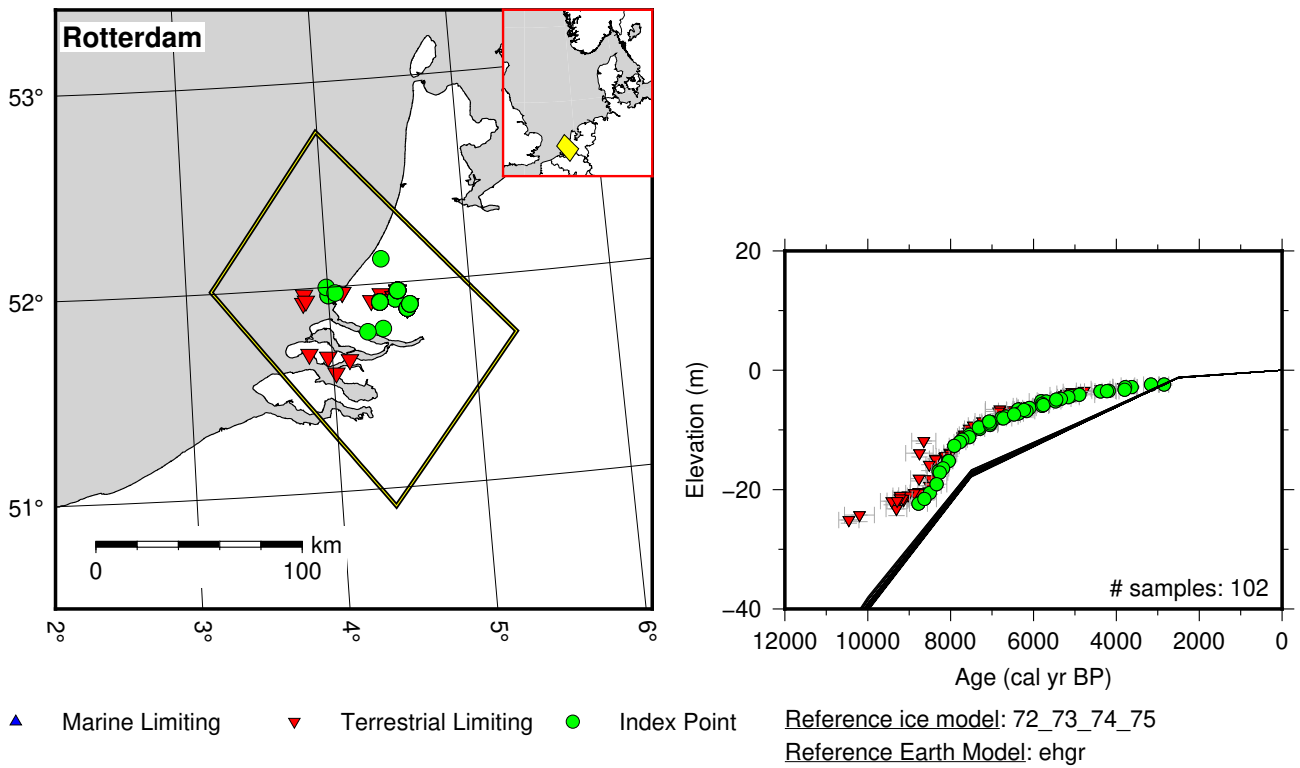 Rotterdam
53°
52°
51°
km
0
100
2°
3°
4°
5°
6°
20
0
−20
−40
Elevation (m)
# samples: 102
12000
10000
8000
6000
4000
2000
0
Age (cal yr BP)
Marine Limiting
Terrestrial Limiting
Index Point
Reference ice model: 72_73_74_75
Reference Earth Model: ehgr